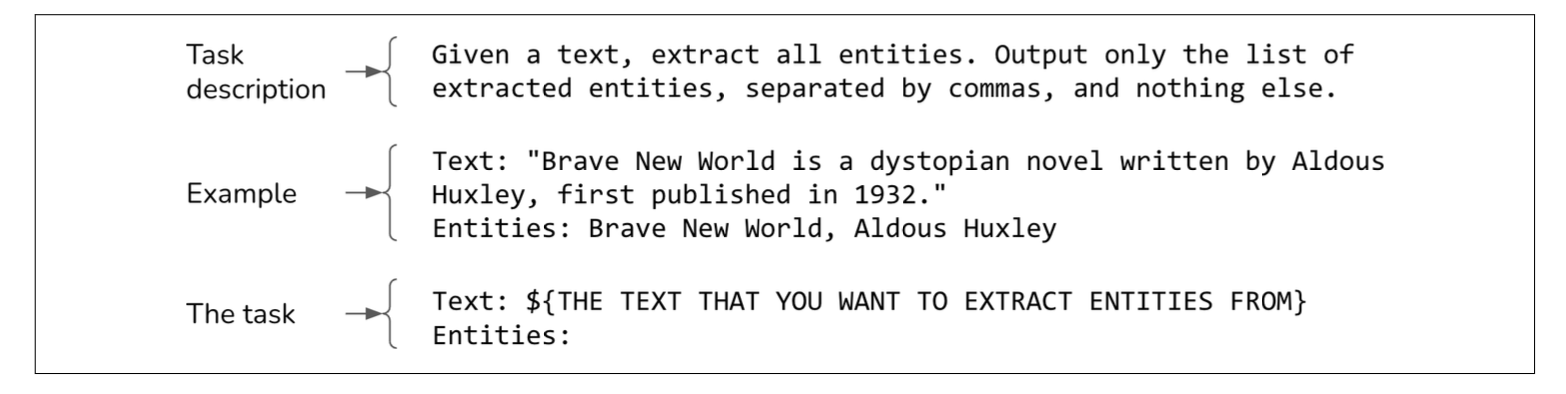 Task
description
Given a text, extract all entities. Output only the list of
extracted entities, separated by commas, and nothing else.
Example
Text: "Brave New World is a dystopian novel written by Aldous
Huxley, first published in 1932."
Entities: Brave New World, Aldous Huxley
The task
Text: ${THE TEXT THAT YOU WANT TO EXTRACT ENTITIES FROM}
Entities: